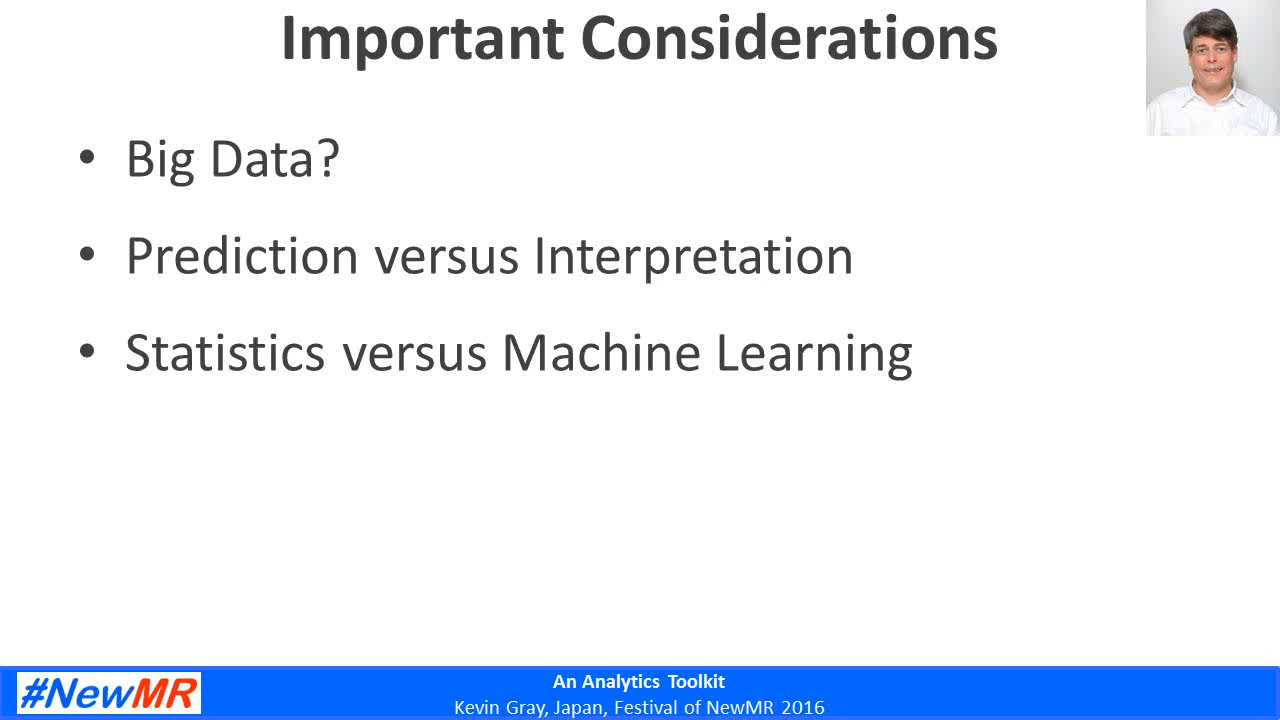 Important Considerations
• Big Data?
• Prediction versus Interpretation
• Statistics versus Machine Learning
#NewMR
An Analytics Toolkit
Kevin Gray, Japan, Festival of NewMR 2016